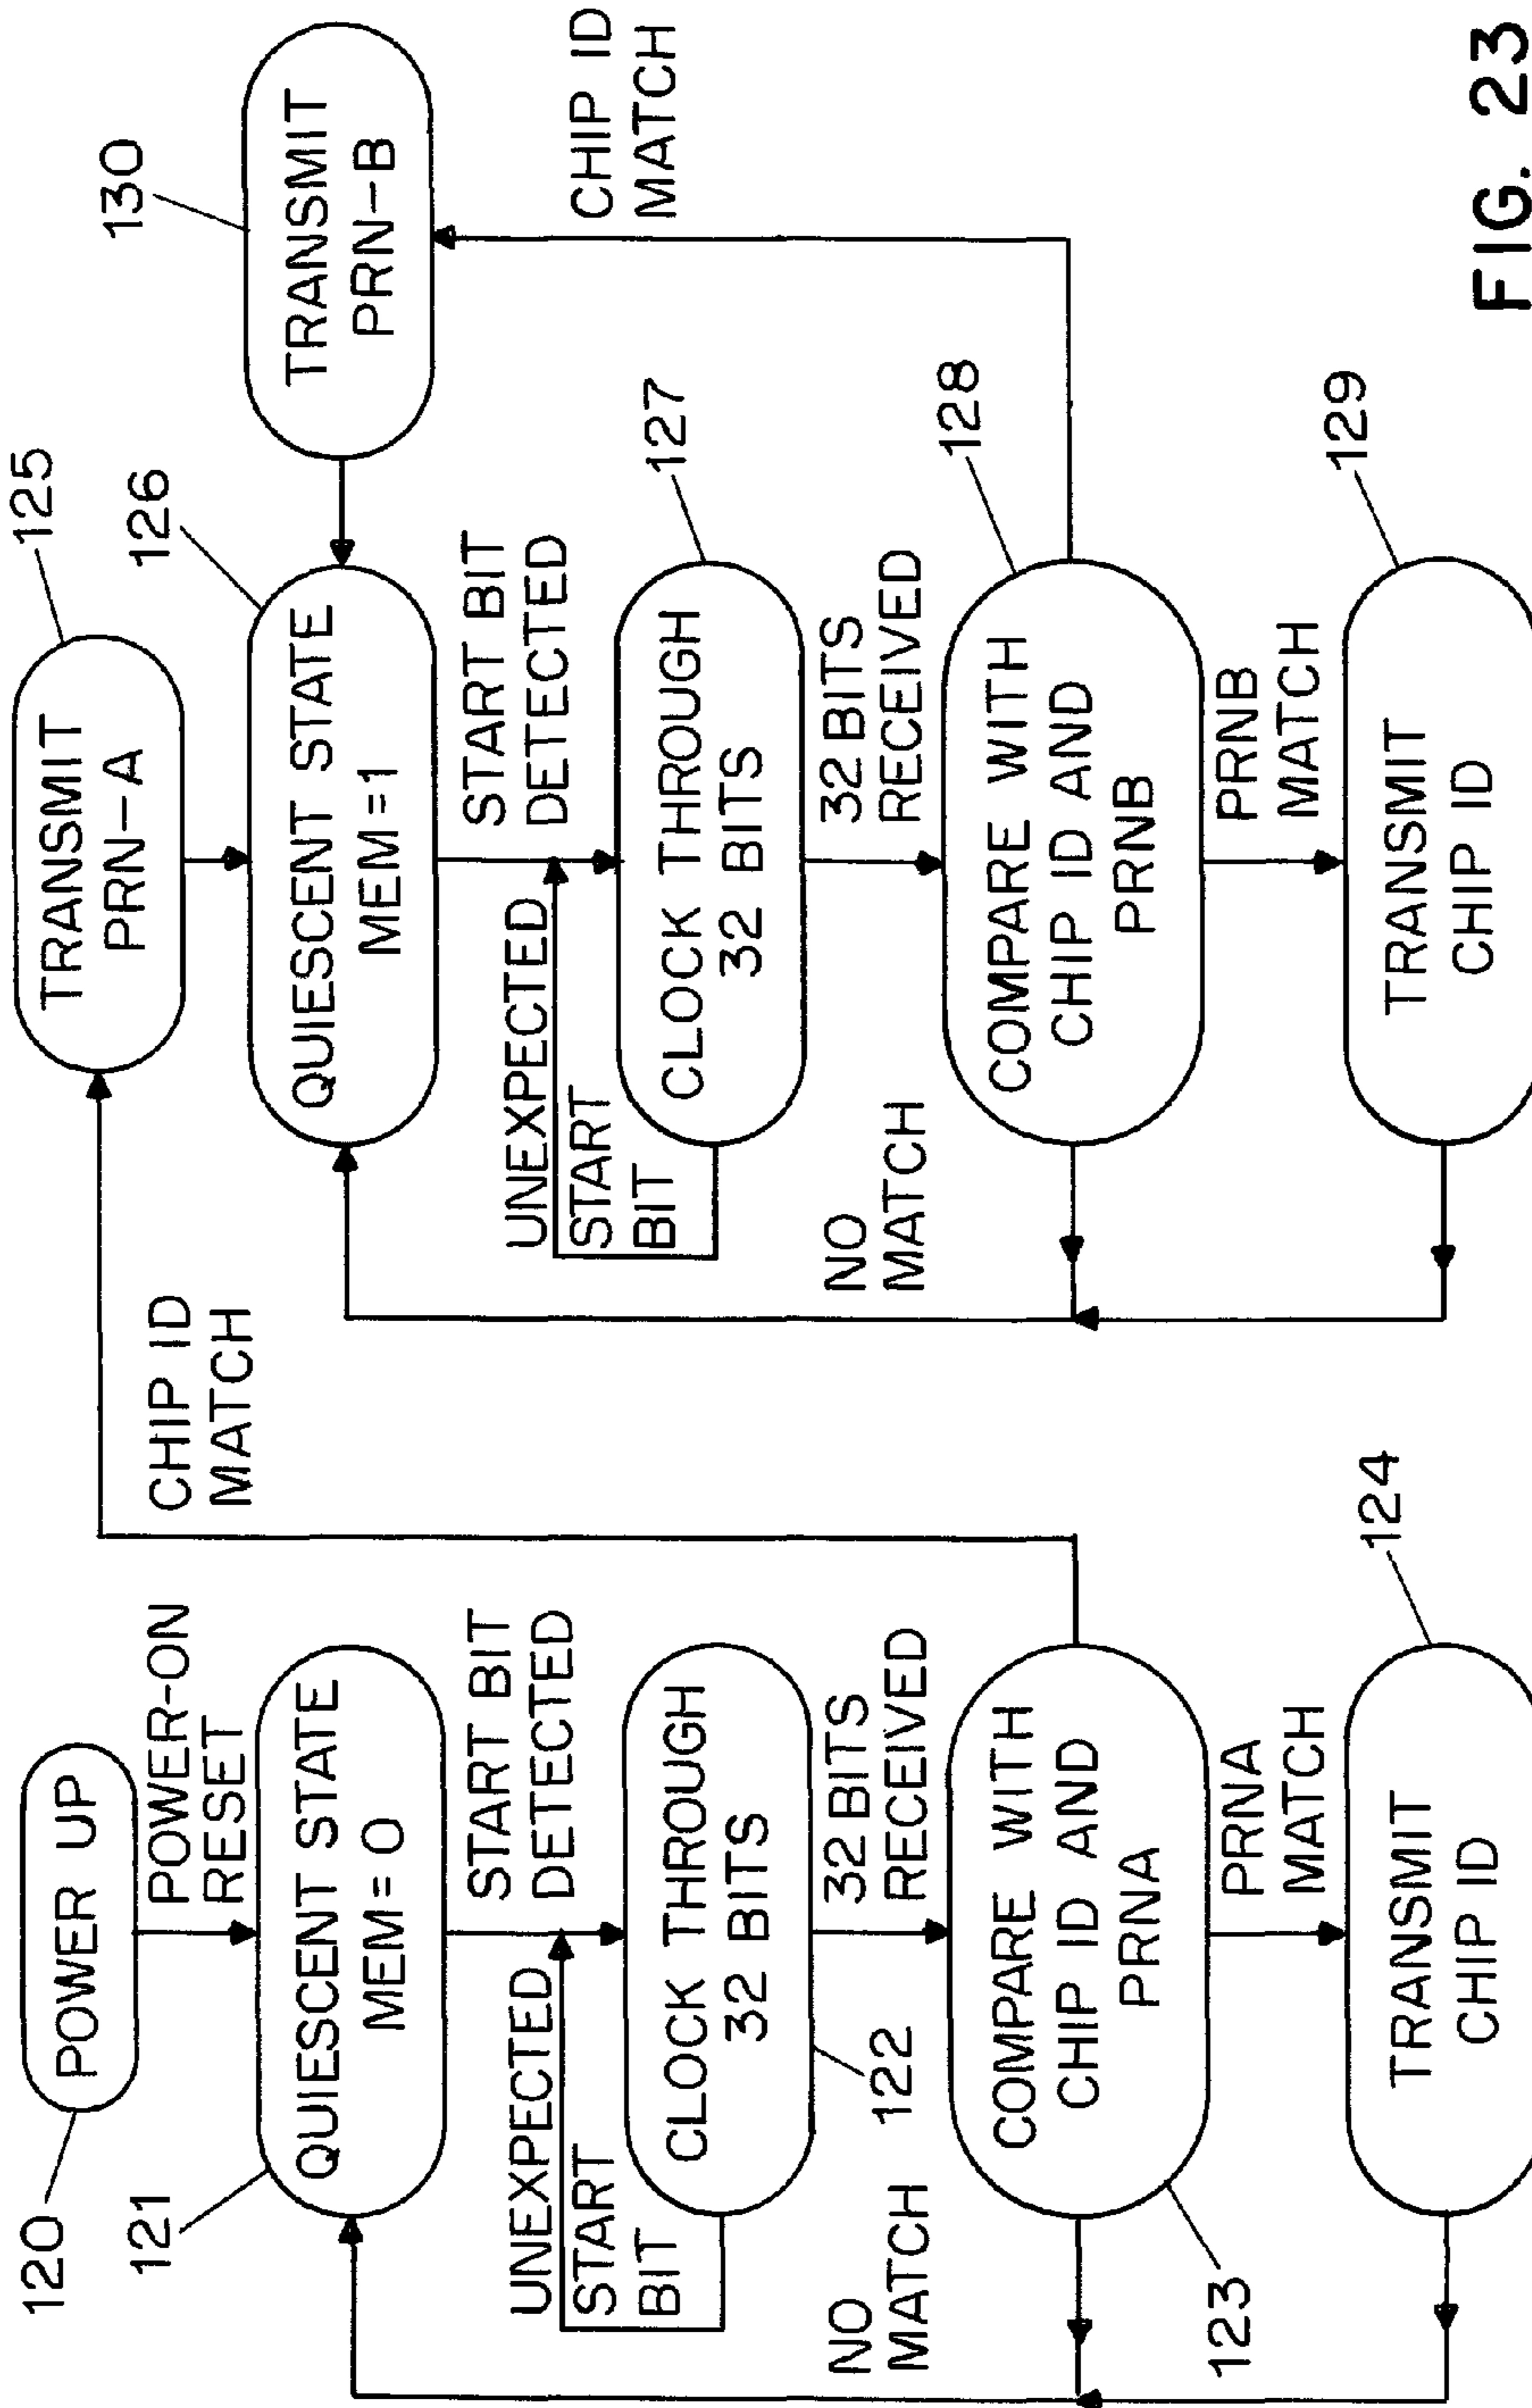 120
POWER UP
POWER-ON
RESET
121
QUIESCENT STATE
MEM = 0
START BIT
DETECTED
UNEXPECTED
START
BIT
CLOCK THROUGH
32 BITS
122
32 BITS
RECEIVED
NO
MATCH
COMPARE WITH
CHIP ID AND
PRNA
123
PRNA
MATCH
TRANSMIT
CHIP ID
124
CHIP ID
MATCH
125
TRANSMIT
PRN-A
126
QUIESCENT STATE
MEM = 1
START BIT
DETECTED
UNEXPECTED
START
BIT
CLOCK THROUGH
32 BITS
127
32 BITS
RECEIVED
NO
MATCH
COMPARE WITH
CHIP ID AND
PRNB
128
PRNB
MATCH
TRANSMIT
CHIP ID
129
130
TRANSMIT
PRN-B
CHIP ID
MATCH
FIG. 23